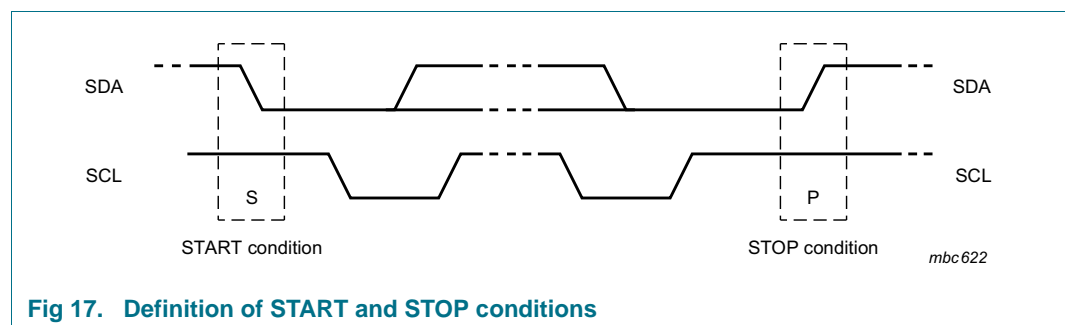 SDA
SDA
SCL
SCL
S
P
START condition
STOP condition
mbc622
Fig 17. Definition of START and STOP conditions